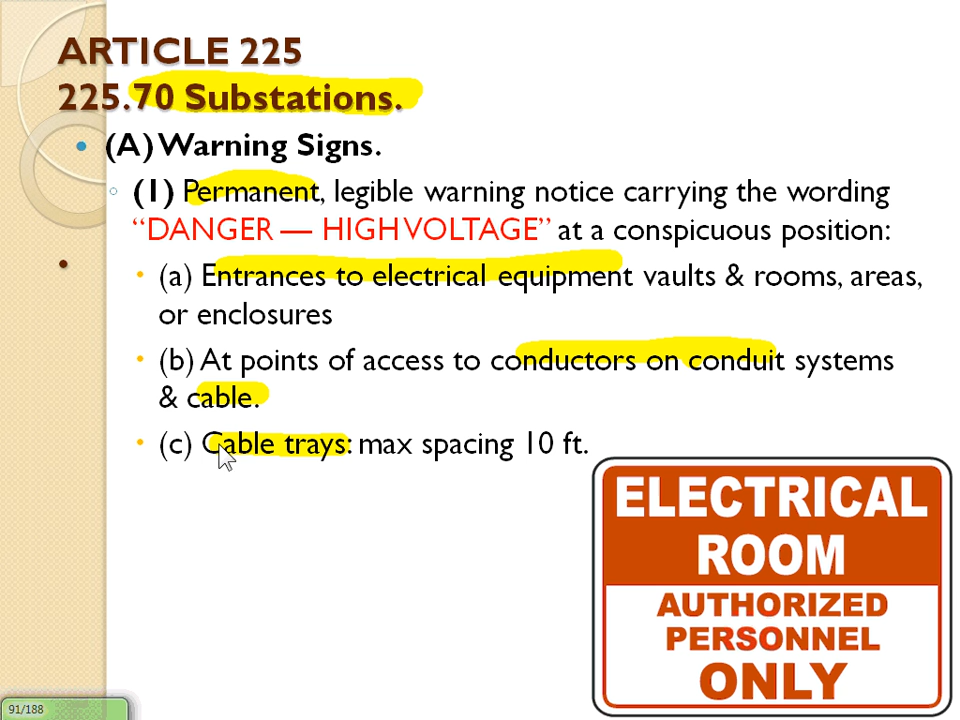 ARTICLE 225
225.70 Substations.
• (A) Warning Signs.
◦ (1) Permanent, legible warning notice carrying the wording
“DANGER — HIGH VOLTAGE” at a conspicuous position:
• (a) Entrances to electrical equipment vaults & rooms, areas,
or enclosures
• (b) At points of access to conductors on conduit systems
& cable.
• (c) Cable trays: max spacing 10 ft.
ELECTRICAL
ROOM
AUTHORIZED
PERSONNEL
ONLY
91/188